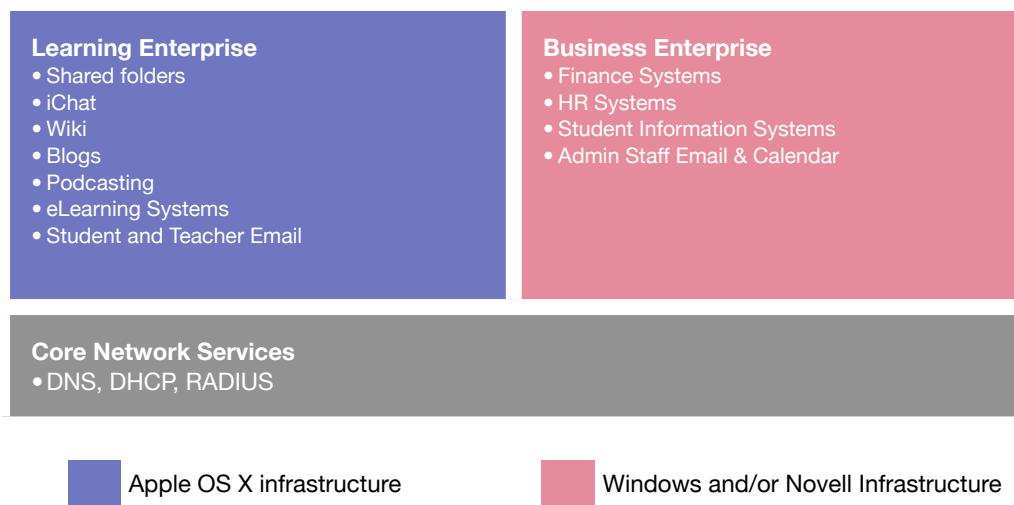 Learning Enterprise
• Shared folders
• iChat
• Wiki
• Blogs
• Podcasting
• eLearning Systems
• Student and Teacher Email
Business Enterprise
• Finance Systems
• HR Systems
• Student Information Systems
• Admin Staff Email & Calendar
Core Network Services
• DNS, DHCP, RADIUS
Apple OS X infrastructure
Windows and/or Novell Infrastructure